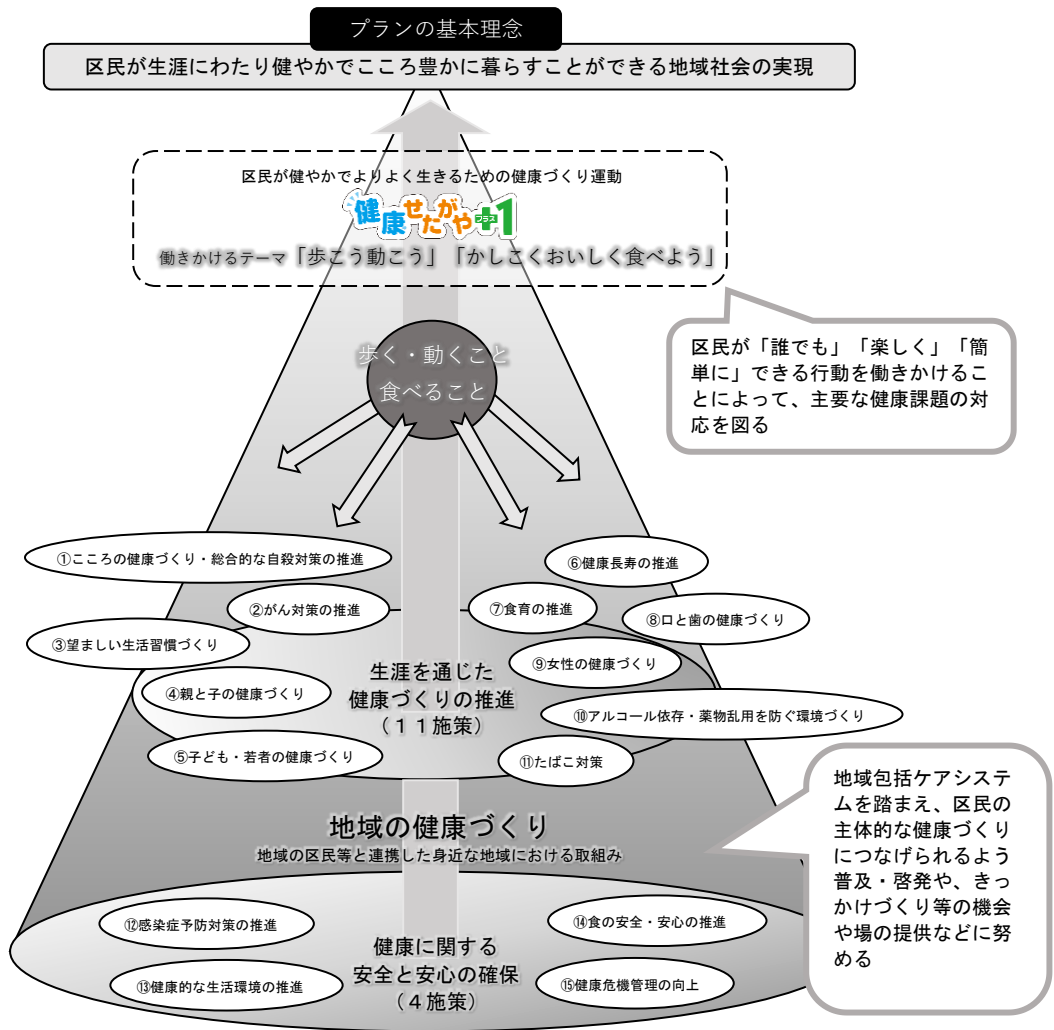 プランの基本理念
区民が生涯にわたり健やかでこころ豊かに暮らすことができる地域社会の実現
区民が健やかでよりよく生きるための健康づくり運動
健康せたがやプラス1
働きかけるテーマ「歩こう動こう」「かしこくおいしく食べよう」
区民が「誰でも」「楽しく」「簡
単に」できる行動を働きかけるこ
とによって、主要な健康課題の対
応を図る
歩く・動くこと
食べること
①こころの健康づくり・総合的な自殺対策の推進
②がん対策の推進
③望ましい生活習慣づくり
④親と子の健康づくり
⑤子ども・若者の健康づくり
⑥健康長寿の推進
⑦食育の推進
⑧口と歯の健康づくり
⑨女性の健康づくり
⑩アルコール依存・薬物乱用を防ぐ環境づくり
⑪たばこ対策
生涯を通じた
健康づくりの推進
(11施策)
地域の健康づくり
地域の区民等と連携した身近な地域における取組み
地域包括ケアシステ
ムを踏まえ、区民の
主体的な健康づくり
につなげられるよう
普及・啓発や、きっ
かけづくり等の機会
や場の提供などに努
める
⑫感染症予防対策の推進
⑬健康的な生活環境の推進
⑭食の安全・安心の推進
⑮健康危機管理の向上
健康に関する
安全と安心の確保
(4施策)